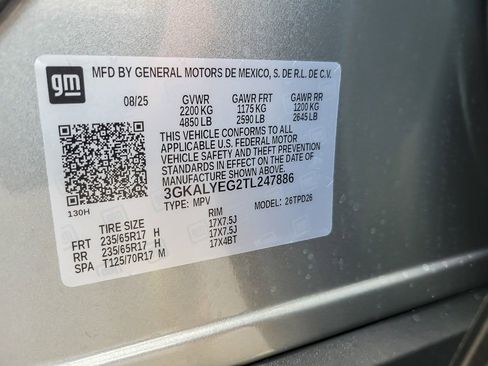 gm
MFD BY GENERAL MOTORS DE MEXICO, S. DE R.L. DE C.V.
08/25 GVWR GAWR FRT GAWR RR
2200 KG 1175 KG 1200 KG
4850 LB 2590 LB 2645 LB
THIS VEHICLE CONFORMS TO ALL
APPLICABLE U.S. FEDERAL MOTOR
VEHICLE SAFETY AND THEFT PREVENTION
STANDARDS IN EFFECT ON THE DATE OF
MANUFACTURE SHOWN ABOVE.
3GKALYEG2TL247886
130H TYPE: MPV MODEL: 26TPD26
TIRE SIZE RIM
FRT 235/65R17 H 17X7.5J
RR 235/65R17 H 17X7.5J
SPA T125/70R17 M 17X4BT